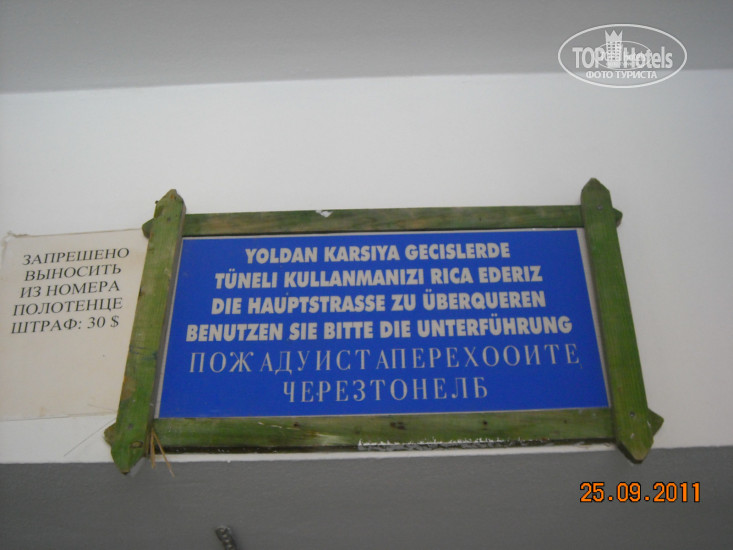 TOP Hotels
ФОТО ТУРИСТА
ЗАПРЕШЕНО
ВЫНОСИТЬ
ИЗ НОМЕРА
ПОЛОТЕНЦЕ
ШТРАФ: 30 $
YOLDAN KARSIYA GECISLERDE
TÜNELI KULLANMANIZI RICA EDERIZ
DIE HAUPTSTRASSE ZU ÜBERQUEREN
BENUTZEN SIE BITTE DIE UNTERFÜHRUNG
ПОЖАДУИСТАПЕРЕХООИТЕ
ЧЕРЕЗТОНЕЛБ
25.09.2011